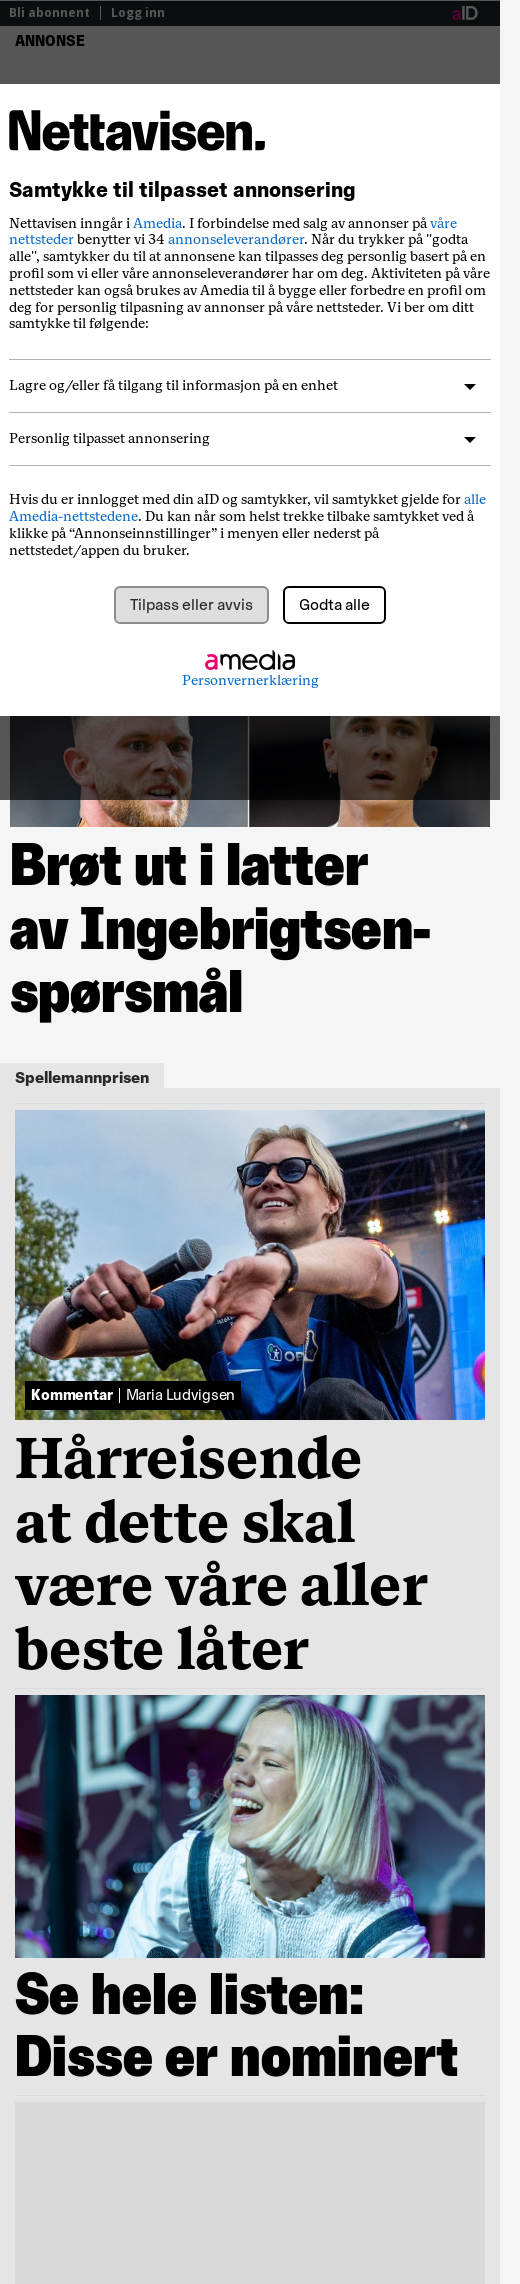 Bli abonnent | Logg inn
aID
ANNONSE
Nettavisen.
Samtykke til tilpasset annonsering
Nettavisen inngår i Amedia. I forbindelse med salg av annonser på våre
nettsteder benytter vi 34 annonseleverandører. Når du trykker på "godta
alle", samtykker du til at annonsene kan tilpasses deg personlig basert på en
profil som vi eller våre annonseleverandører har om deg. Aktiviteten på våre
nettsteder kan også brukes av Amedia til å bygge eller forbedre en profil om
deg for personlig tilpasning av annonser på våre nettsteder. Vi ber om ditt
samtykke til følgende:
Lagre og/eller få tilgang til informasjon på en enhet
Personlig tilpasset annonsering
Hvis du er innlogget med din aID og samtykker, vil samtykket gjelde for alle
Amedia-nettstedene. Du kan når som helst trekke tilbake samtykket ved å
klikke på “Annonseinnstillinger” i menyen eller nederst på
nettstedet/appen du bruker.
Tilpass eller avvis
Godta alle
amedia
Personvernerklæring
Brøt ut i latter
av Ingebrigtsen-
spørsmål
Spellemannprisen
OBOS
Kommentar | Maria Ludvigsen
Hårreisende
at dette skal
være våre aller
beste låter
Se hele listen:
Disse er nominert